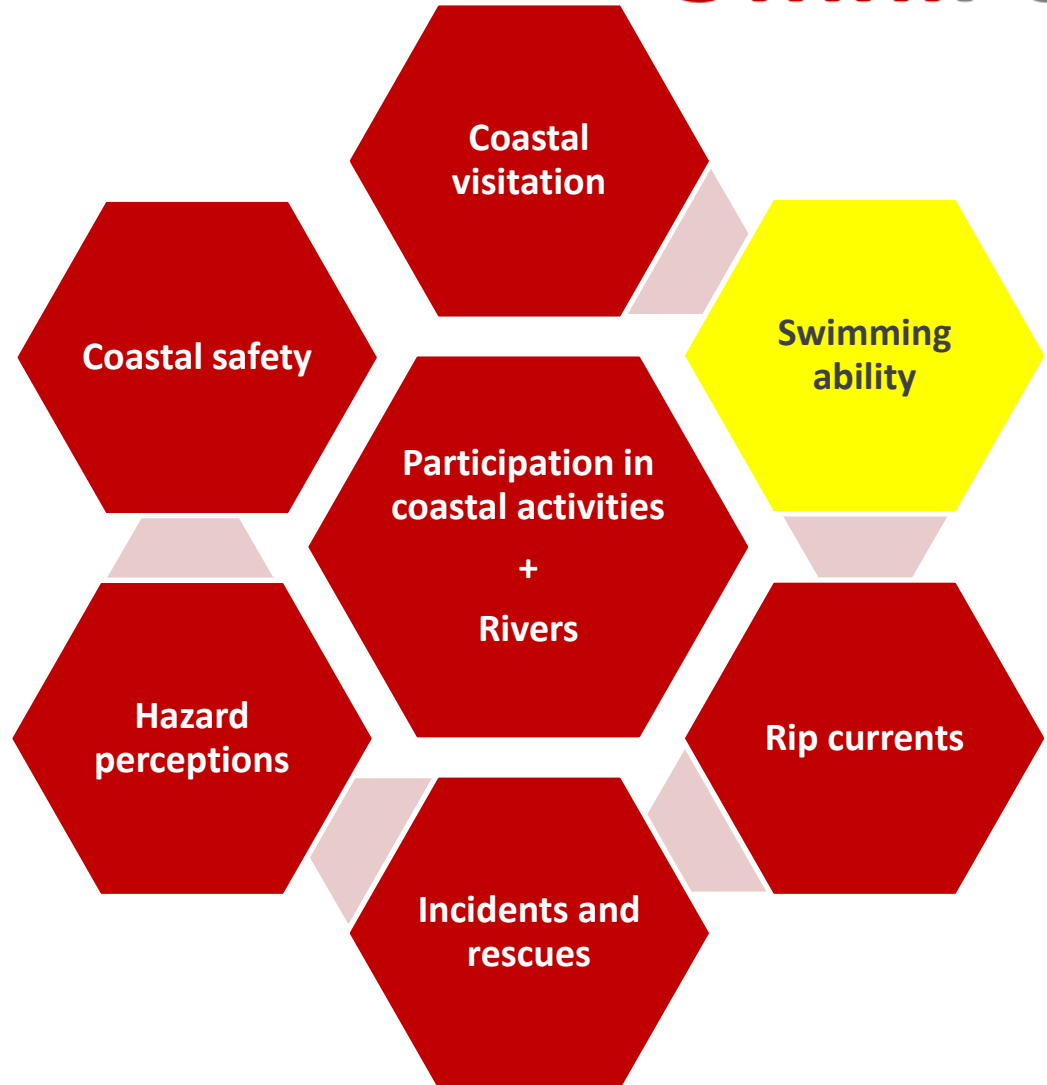 Coastal
visitation
Swimming
ability
Coastal safety
Participation in
coastal activities
+
Rivers
Hazard
perceptions
Rip currents
Incidents and
rescues